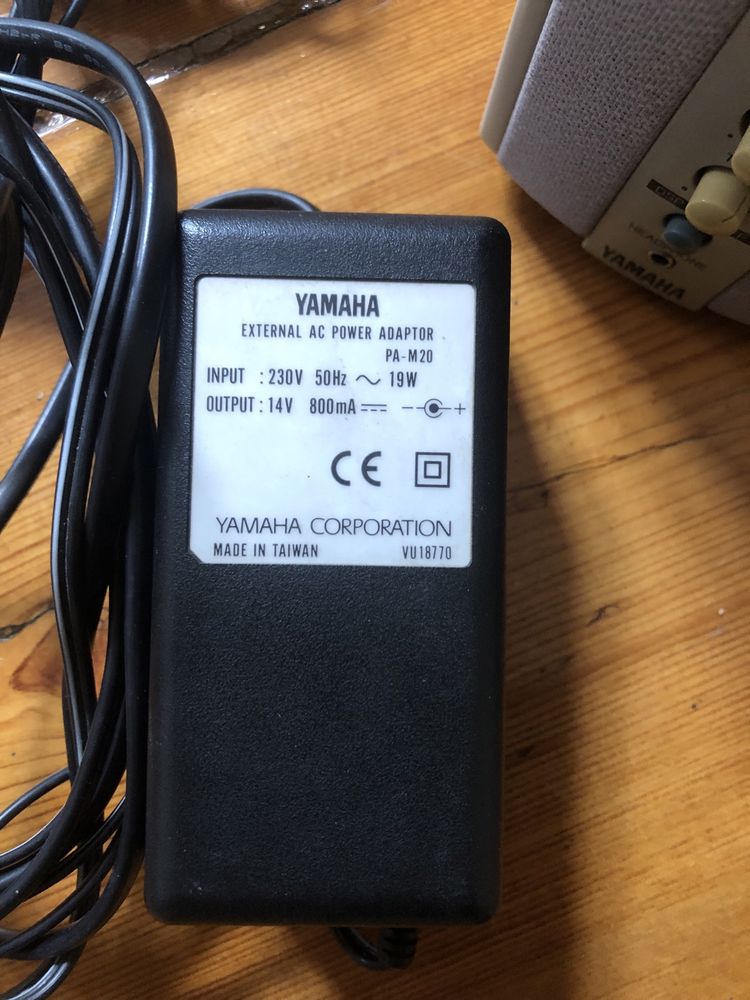 YAMAHA
EXTERNAL AC POWER ADAPTOR
PA-M20
INPUT : 230V 50Hz ~ 19W
OUTPUT : 14V 800mA ⎓ - +
CE
YAMAHA CORPORATION
MADE IN TAIWAN VU18770
HEADPHONE
YAMAHA